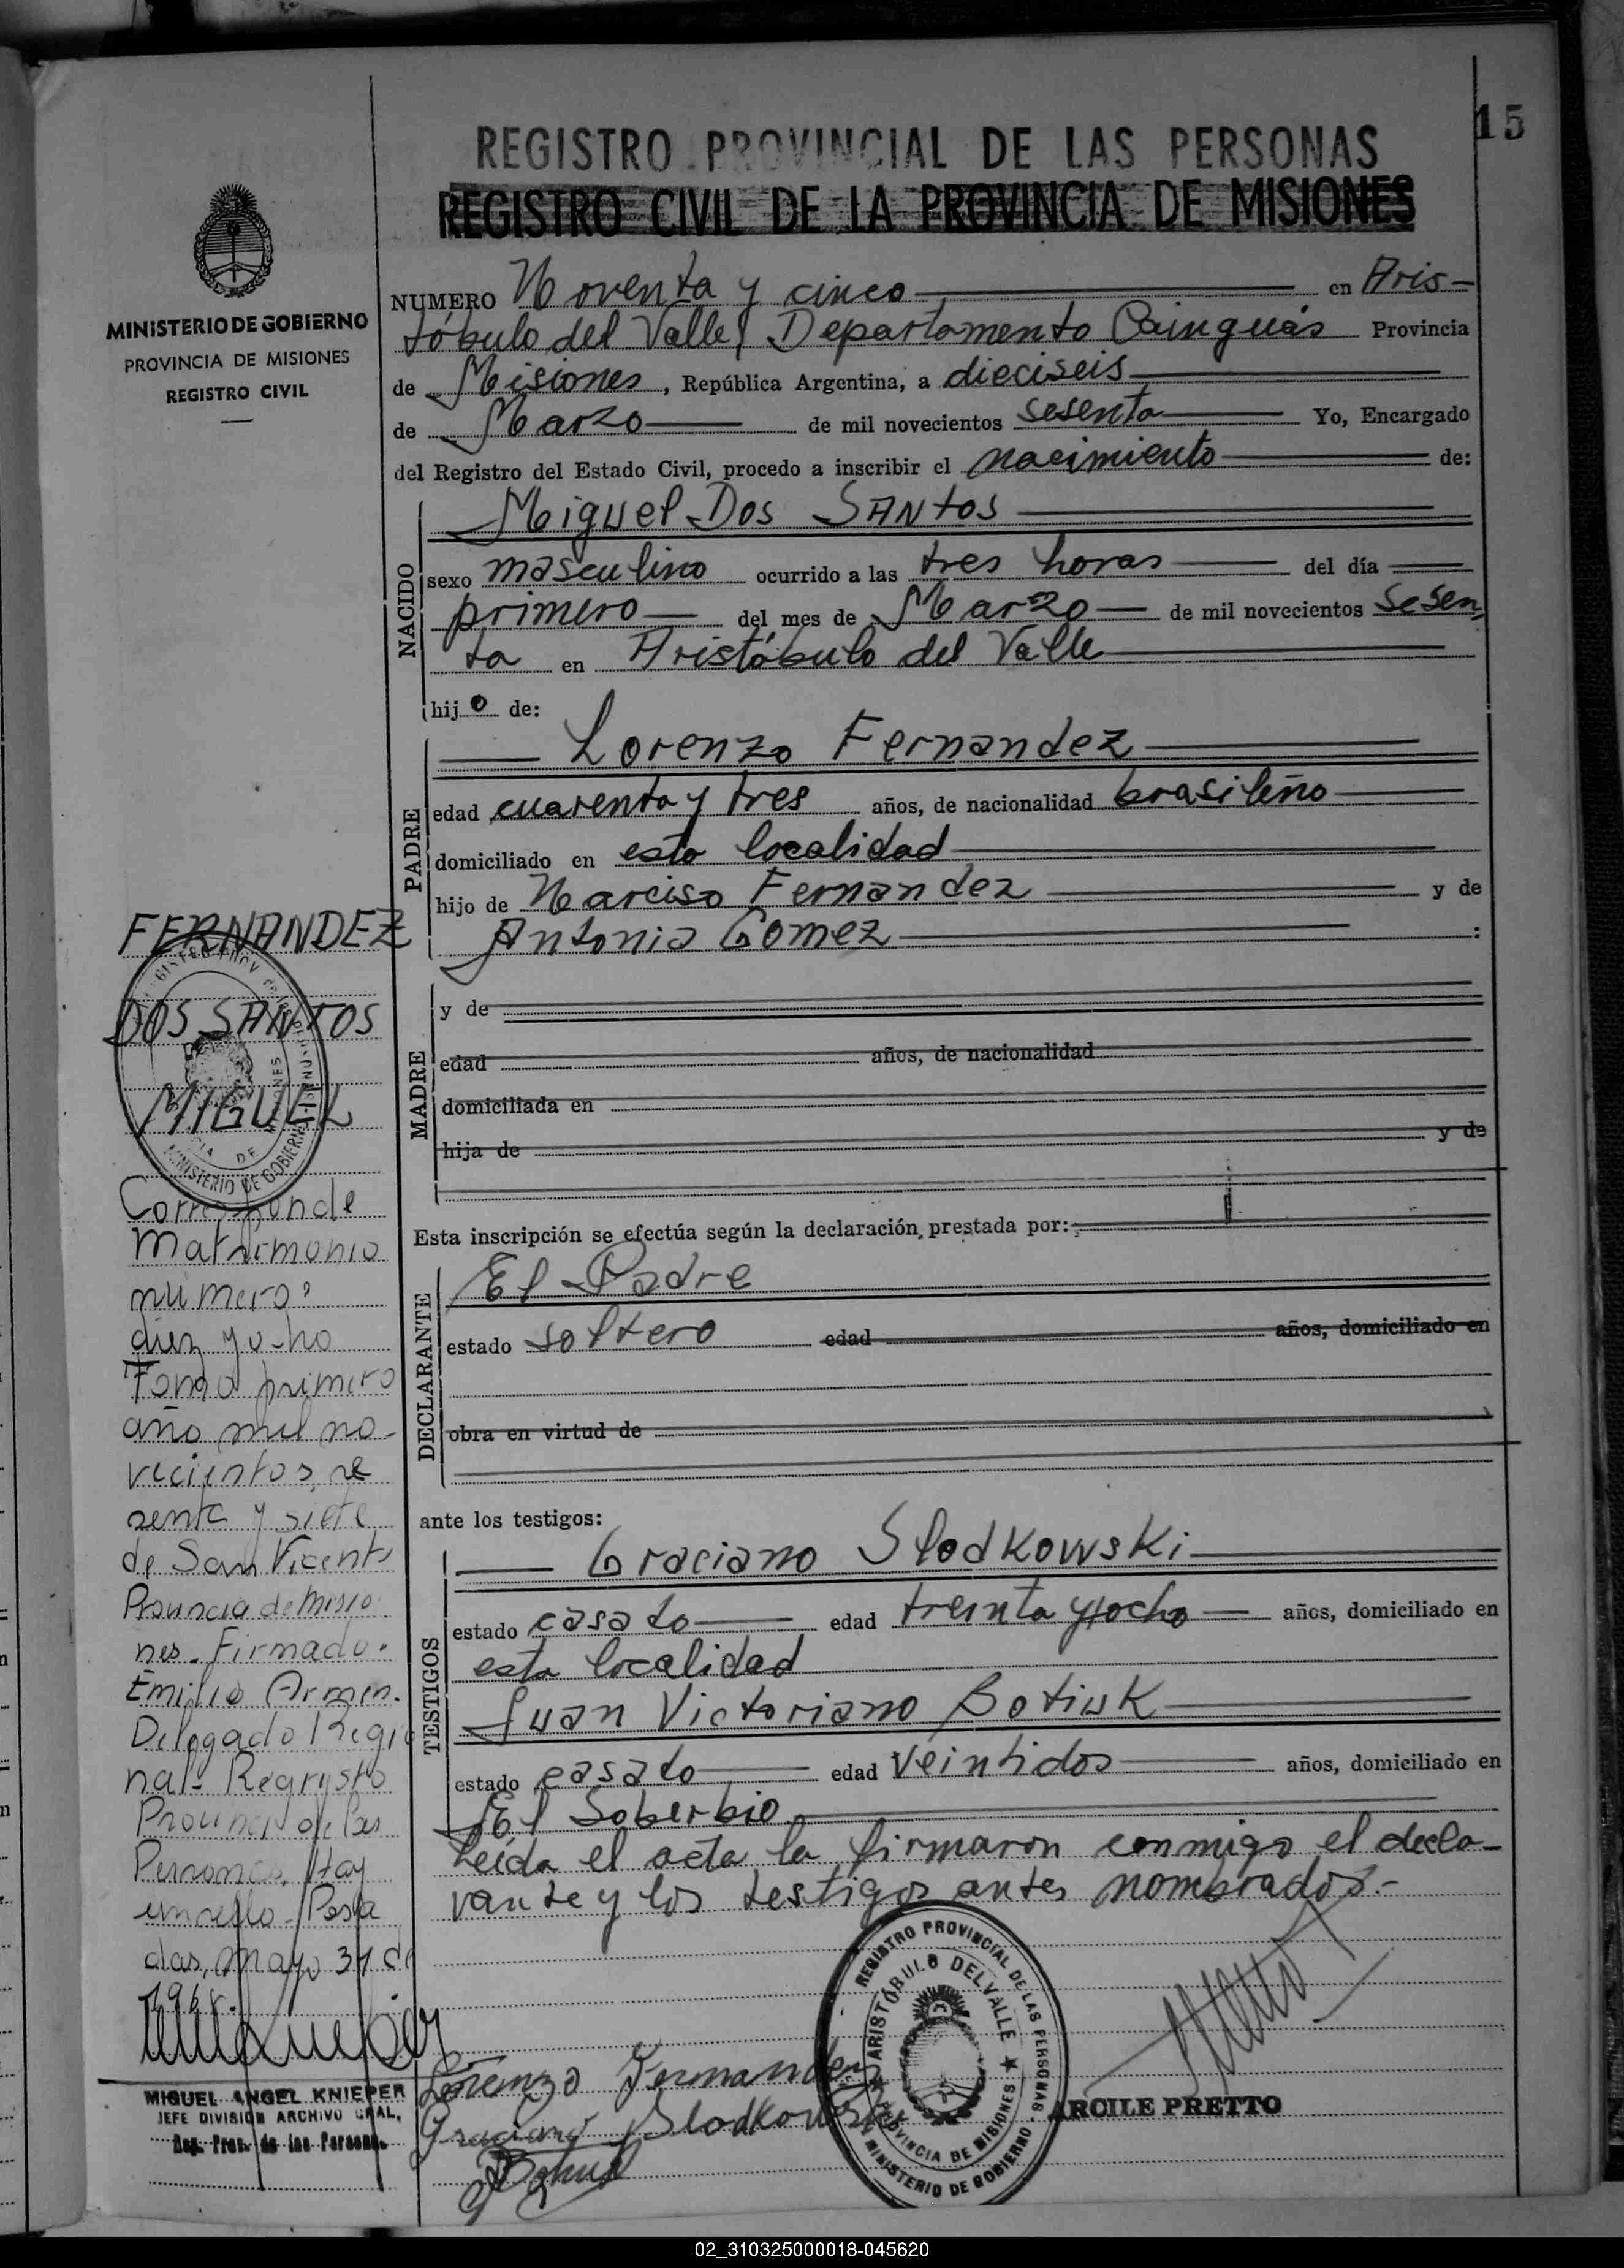 15
REGISTRO PROVINCIAL DE LAS PERSONAS
REGISTRO CIVIL DE LA PROVINCIA DE MISIONES
MINISTERIO DE GOBIERNO
PROVINCIA DE MISIONES
REGISTRO CIVIL
NUMERO Noventa y cinco en Aris-
tóbulo del Valle, Departamento Cainguás Provincia
de Misiones, República Argentina, a dieciseis
de Marzo de mil novecientos sesenta Yo, Encargado
del Registro del Estado Civil, procedo a inscribir el nacimiento de:
NACIDO
Miguel Dos Santos
sexo masculino ocurrido a las tres horas del día
primero del mes de Marzo de mil novecientos sesen
ta en Aristóbulo del Valle
hijo de:
PADRE
Lorenzo Fernandez
edad cuarenta y tres años, de nacionalidad brasileño
domiciliado en esta localidad
hijo de Narciso Fernandez y de
Antonia Gomez :
MADRE
y de
edad años, de nacionalidad
domiciliada en
hija de y de
Esta inscripción se efectúa según la declaración prestada por:
DECLARANTE
El Padre
estado soltero edad años, domiciliado en
obra en virtud de
ante los testigos:
TESTIGOS
Graciano Slodkowski
estado casado edad treinta y ocho años, domiciliado en
esta localidad
Juan Victoriano Botiuk
estado casado edad veintidos años, domiciliado en
El Soberbio
Leída el acta la firmaron conmigo el decla-
rante y los testigos antes nombrados.-
Lorenzo Fernandez
Graciano Slodkowski
REGISTRO PROVINCIAL DE LAS PERSONAS
ARISTÓBULO DEL VALLE
PROVINCIA DE MISIONES
MINISTERIO DE GOBIERNO
ARCILE PRETTO
FERNANDEZ
DOS SANTOS
MIGUEL
MINISTERIO DE GOBIERNO
Corresponde
Matrimonio
número:
diez y ocho
Tomo primero
año mil no-
vecientos se
senta y siete
de San Vicente
Provincia de Misio
nes. Firmado.
Emilio Armin.
Delegado Regio
nal- Registro
Provincial de las
Personas. Hay
un sello- Posa
das, mayo 31 de
MIGUEL ANGEL KNIEPER
JEFE DIVISION ARCHIVO GRAL.
Reg. Prov. de las Personas
02_310325000018-045620